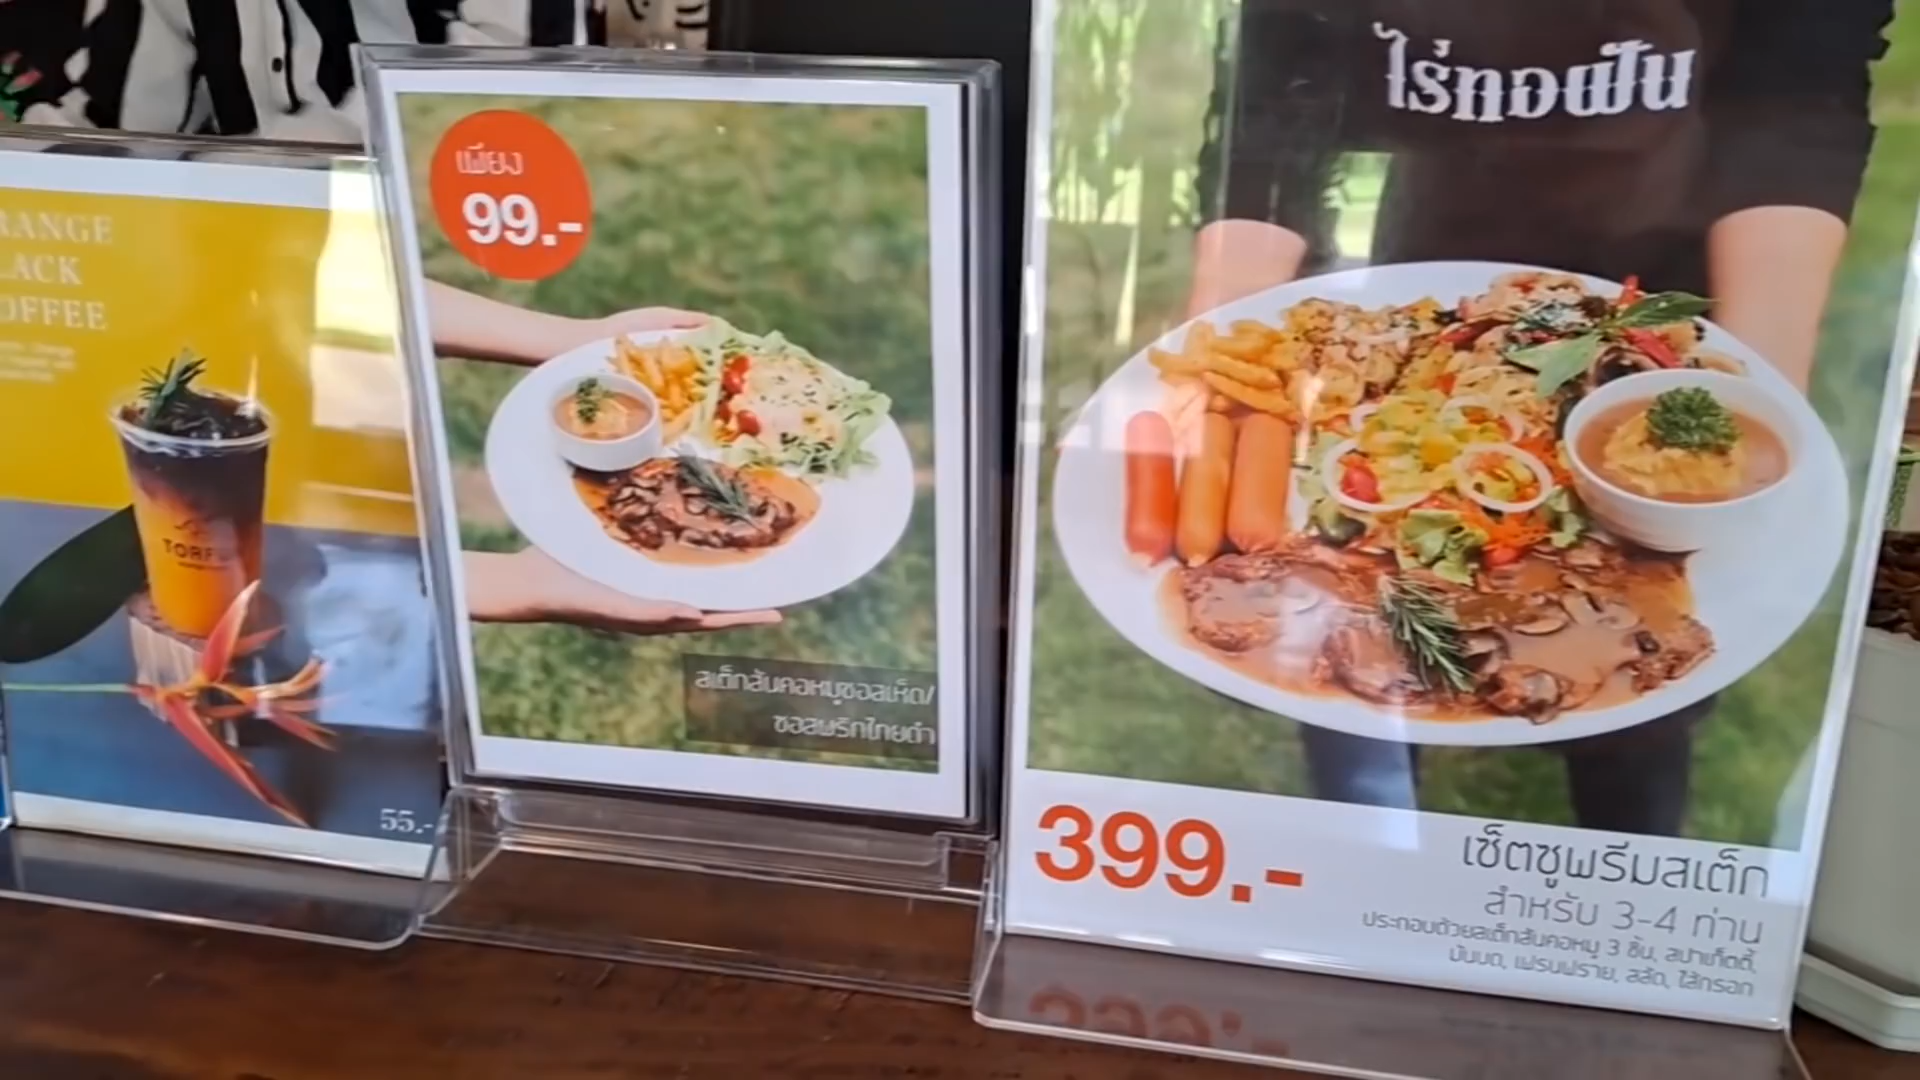 RANGE
LACK
OFFEE
55.-
เพียง
99.-
สเต็กสันคอหมูซอสเห็ด/
ซอสพริกไทยดำ
ไร่ทอฝัน
399.-
เซ็ตซูพรีมสเต็ก
สำหรับ 3-4 ท่าน
ประกอบด้วยสเต็กสันคอหมู 3 ชิ้น, สปาเก็ตตี้,
มันบด, เฟรนฟราย, สลัด, ไส้กรอก